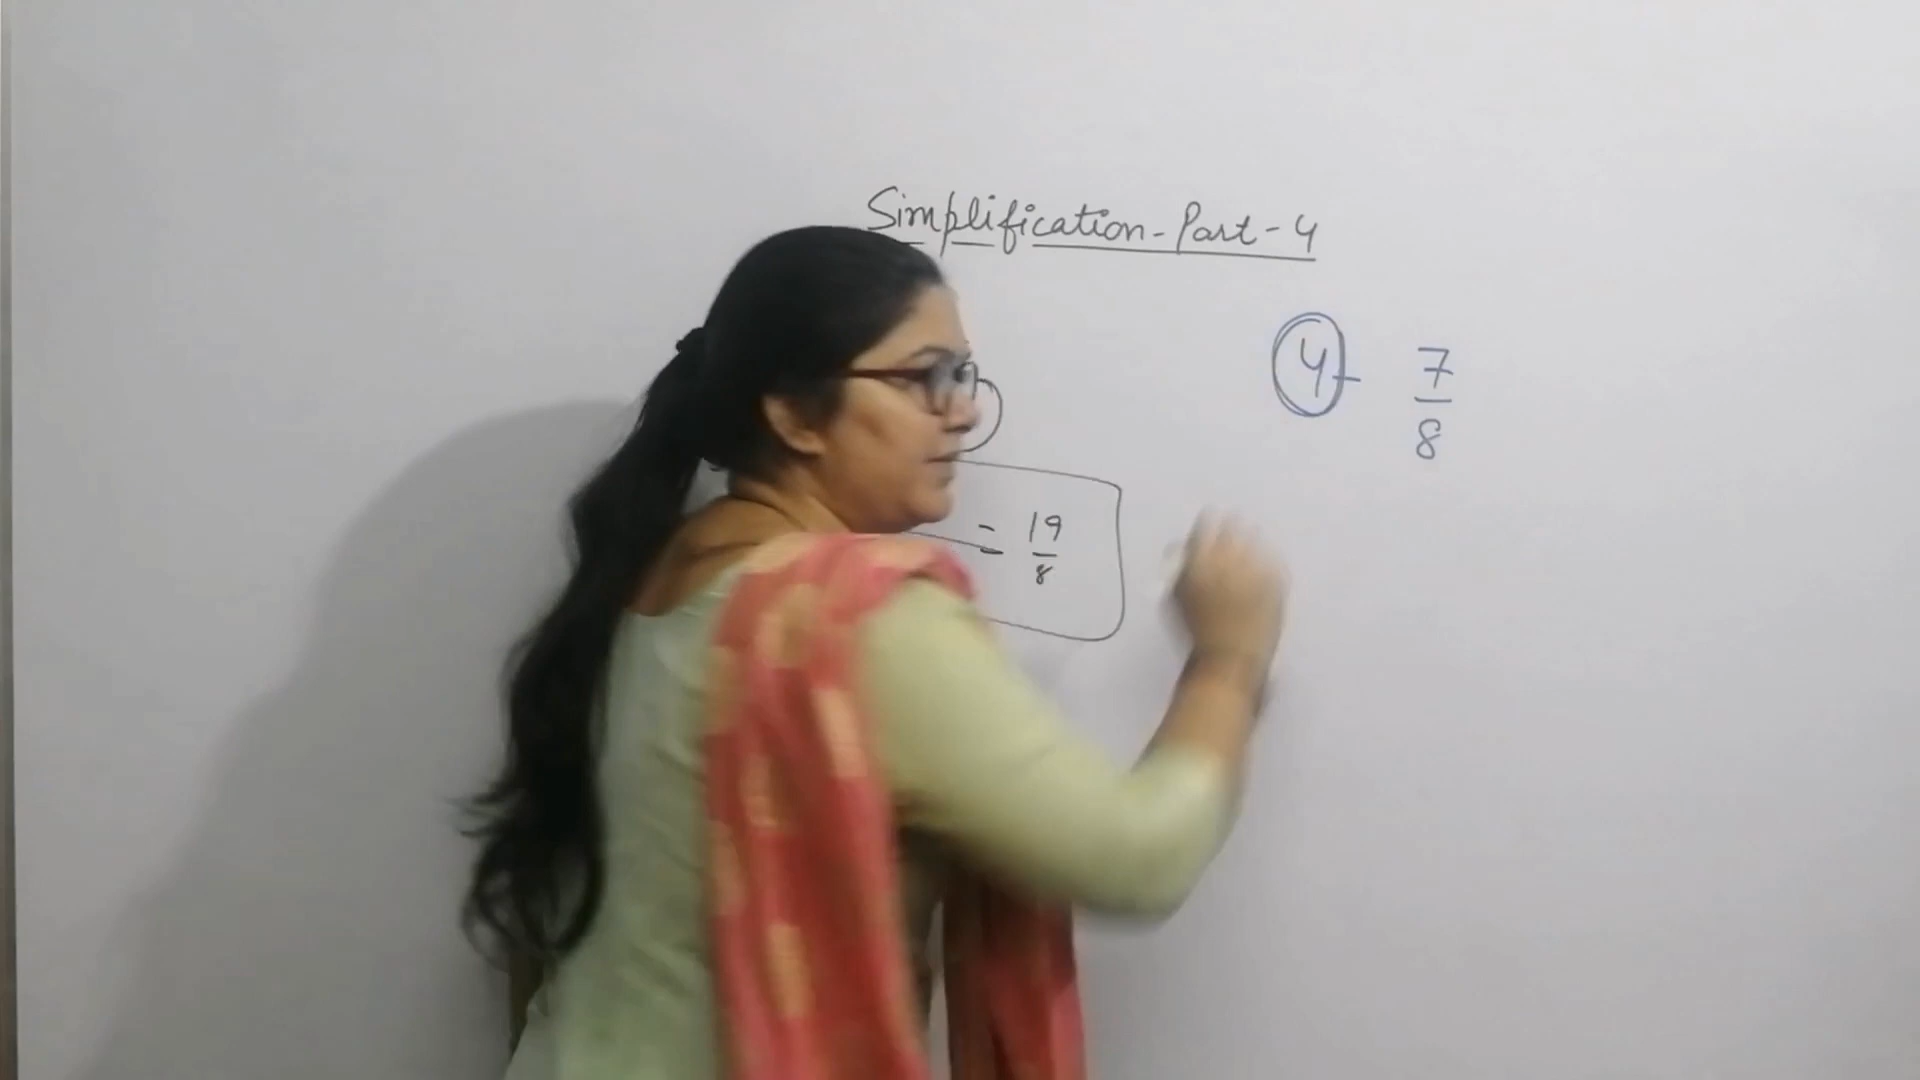 Simplification - Part - 4
4 7/8
= 19/8